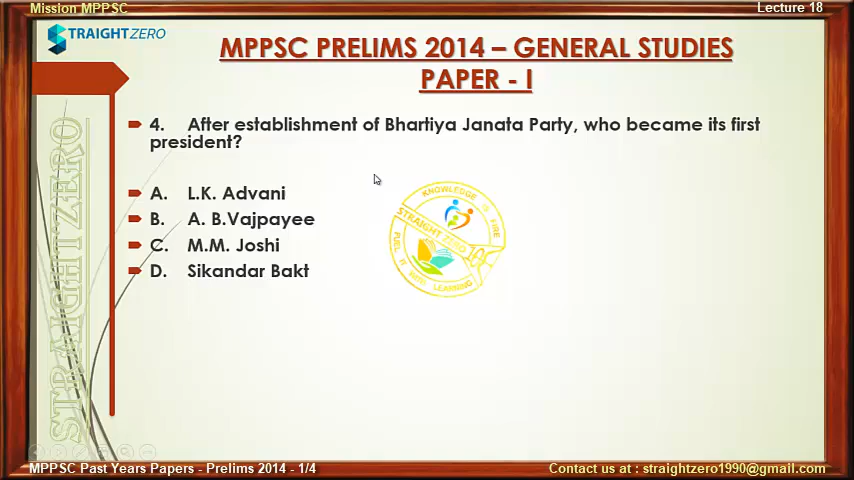 Mission MPPSC
Lecture 18
STRAIGHTZERO
MPPSC PRELIMS 2014 – GENERAL STUDIES
PAPER - I
4. After establishment of Bhartiya Janata Party, who became its first
president?
A. L.K. Advani
B. A. B.Vajpayee
C. M.M. Joshi
D. Sikandar Bakt
KNOWLEDGE IS FIRE
STRAIGHT ZERO
FUEL IT WITH LEARNING
STRAIGHTZERO
MPPSC Past Years Papers - Prelims 2014 - 1/4
Contact us at : straightzero1990@gmail.com